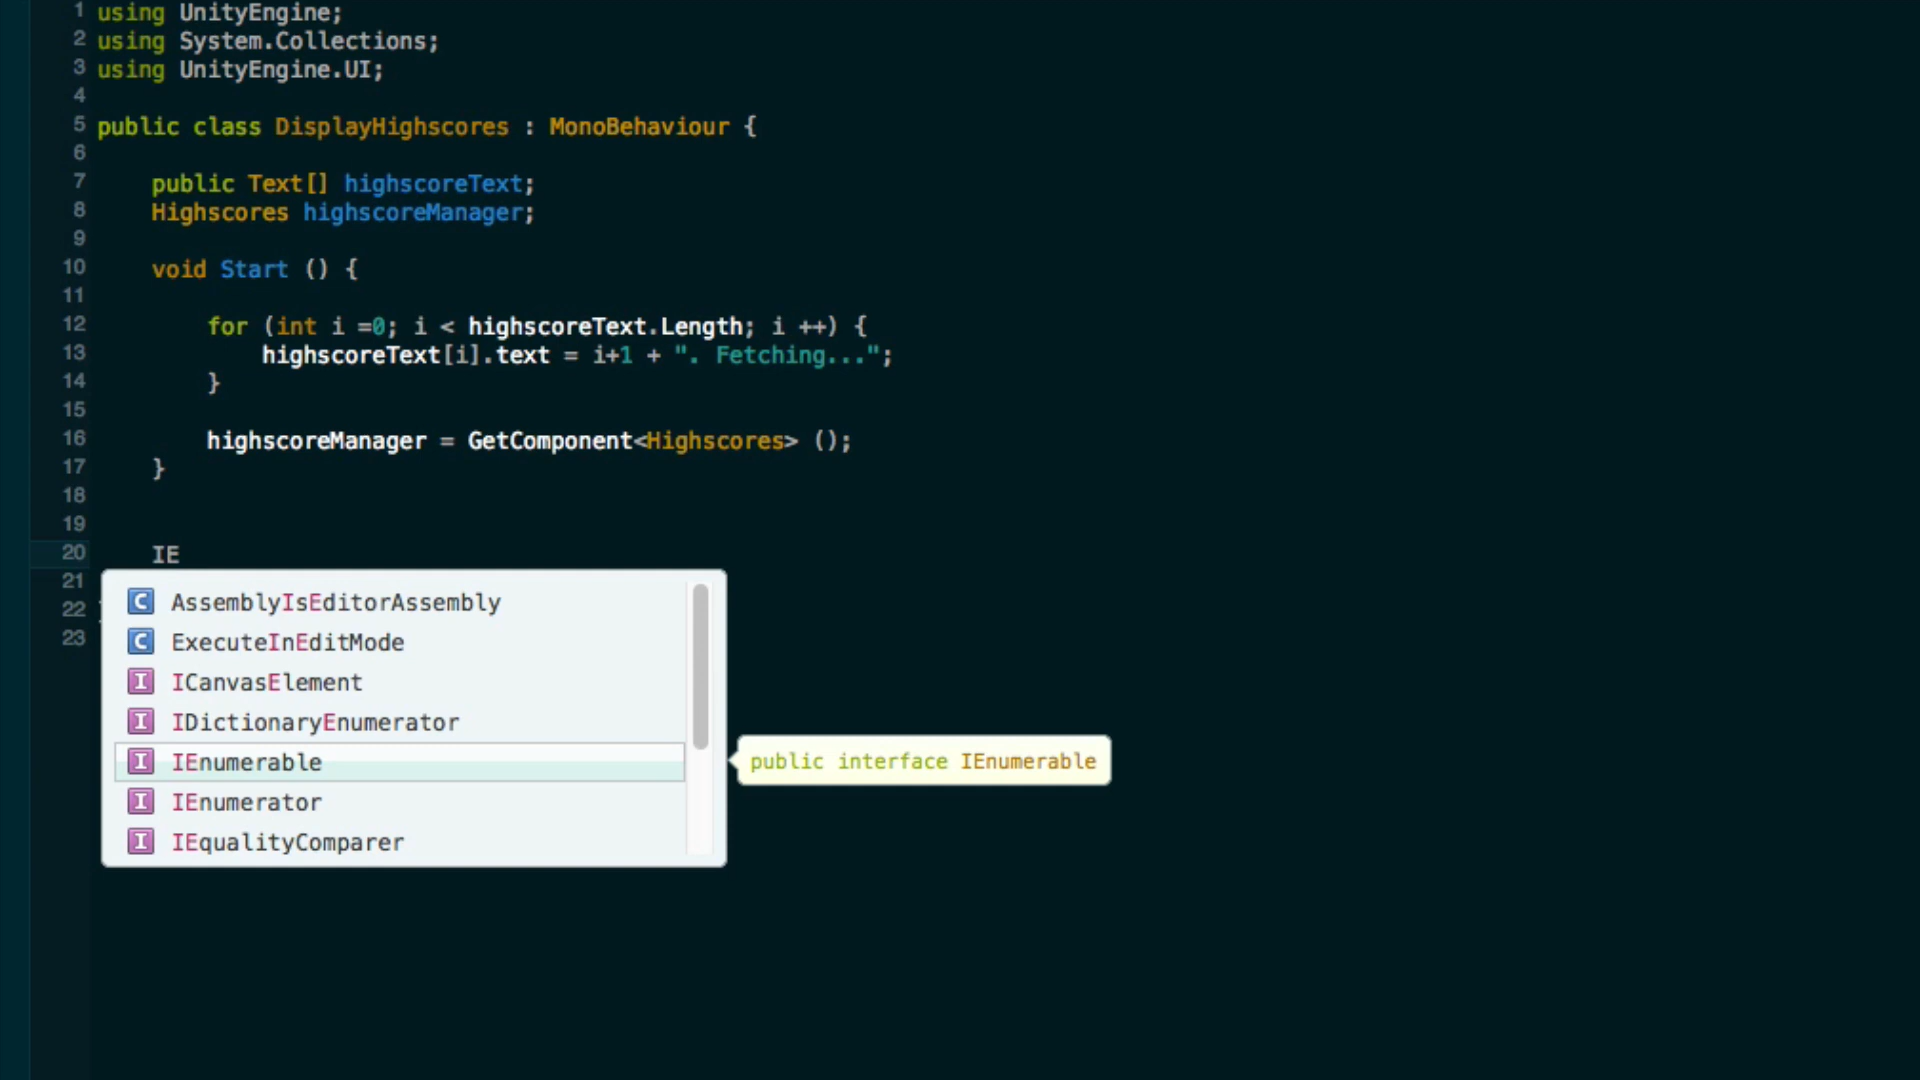 1 using UnityEngine;
2 using System.Collections;
3 using UnityEngine.UI;
4
5 public class DisplayHighscores : MonoBehaviour {
6
7 public Text[] highscoreText;
8 Highscores highscoreManager;
9
10 void Start () {
11
12 for (int i =0; i < highscoreText.Length; i ++) {
13 highscoreText[i].text = i+1 + ". Fetching...";
14 }
15
16 highscoreManager = GetComponent<Highscores> ();
17 }
18
19
20 IE
21
22
23
C AssemblyIsEditorAssembly
C ExecuteInEditMode
I ICanvasElement
I IDictionaryEnumerator
I IEnumerable public interface IEnumerable
I IEnumerator
I IEqualityComparer